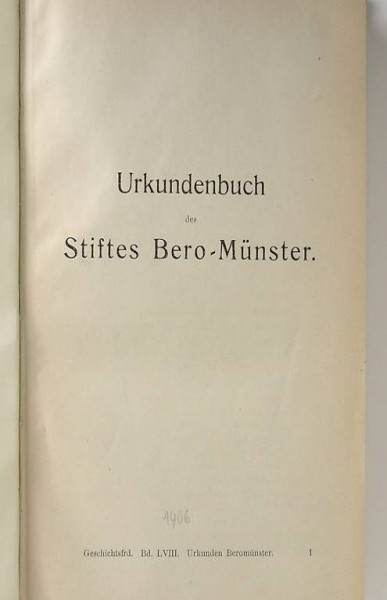 Urkundenbuch
des
Stiftes Bero-Münster.
1906
Geschichtsfrd. Bd. LVIII. Urkunden Beromünster. 1